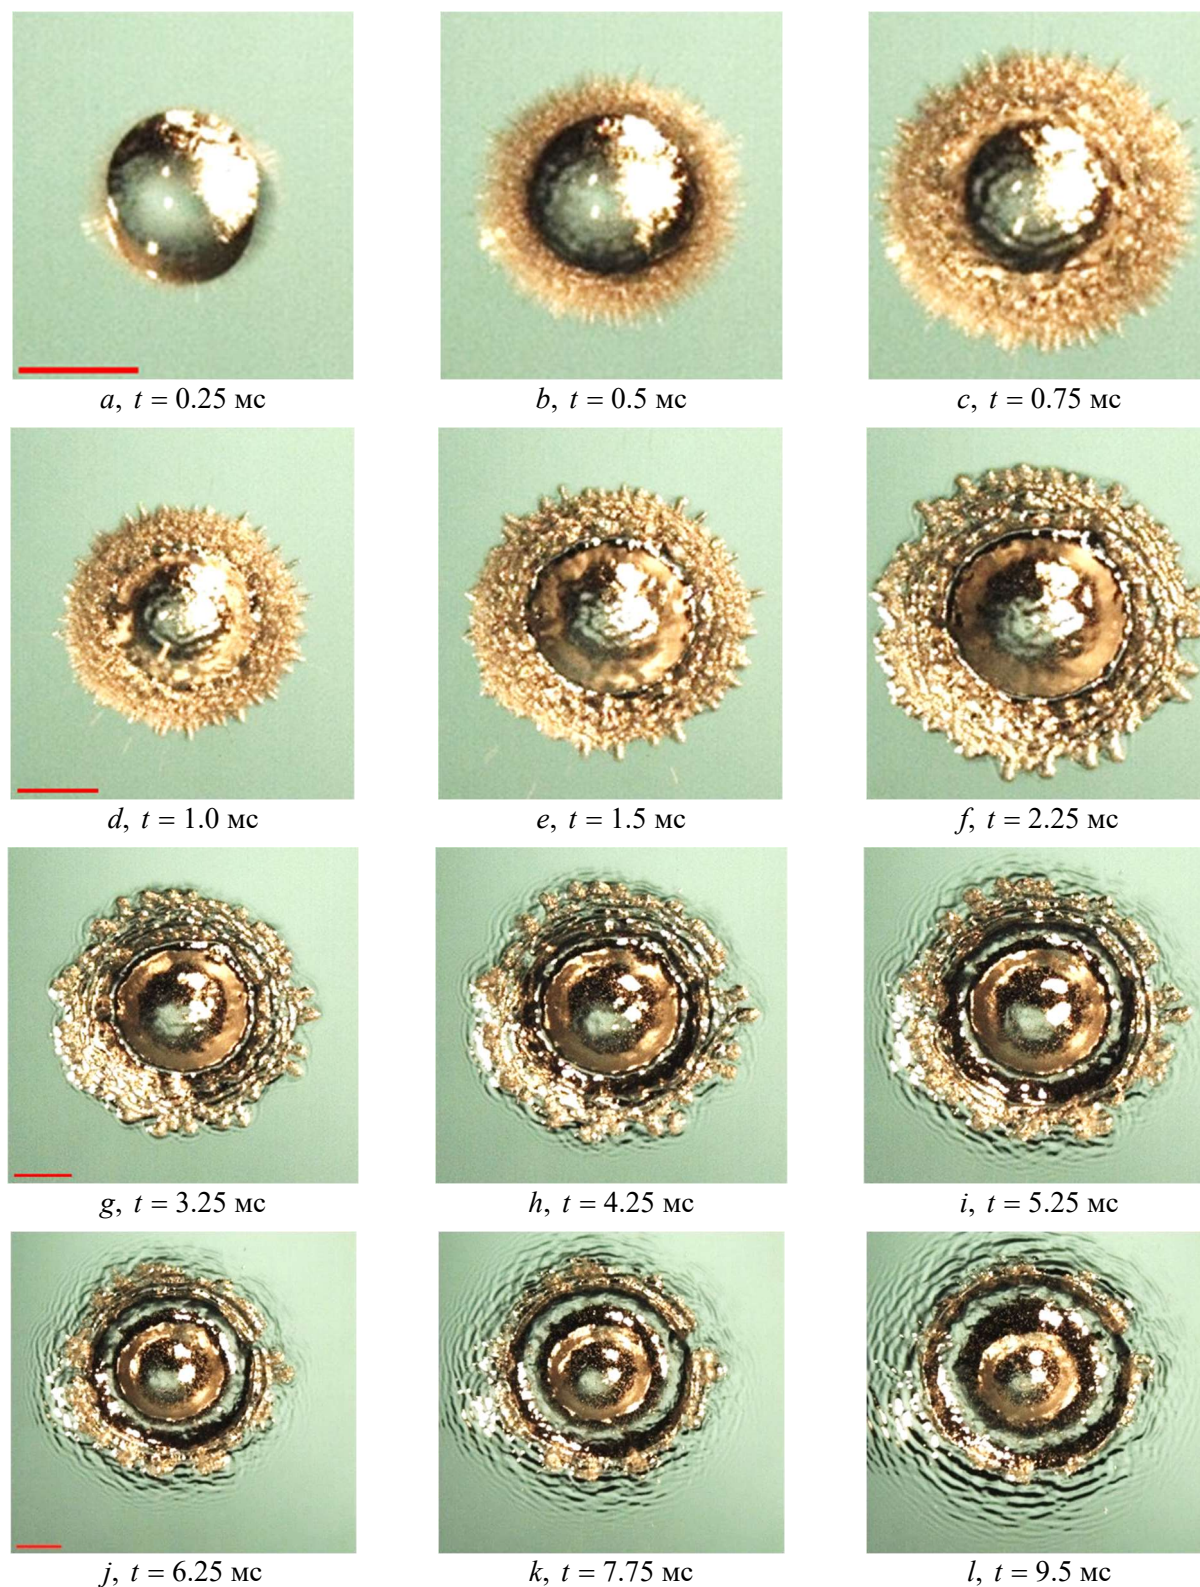 a, t = 0.25 мс
b, t = 0.5 мс
c, t = 0.75 мс
d, t = 1.0 мс
e, t = 1.5 мс
f, t = 2.25 мс
g, t = 3.25 мс
h, t = 4.25 мс
i, t = 5.25 мс
j, t = 6.25 мс
k, t = 7.75 мс
l, t = 9.5 мс